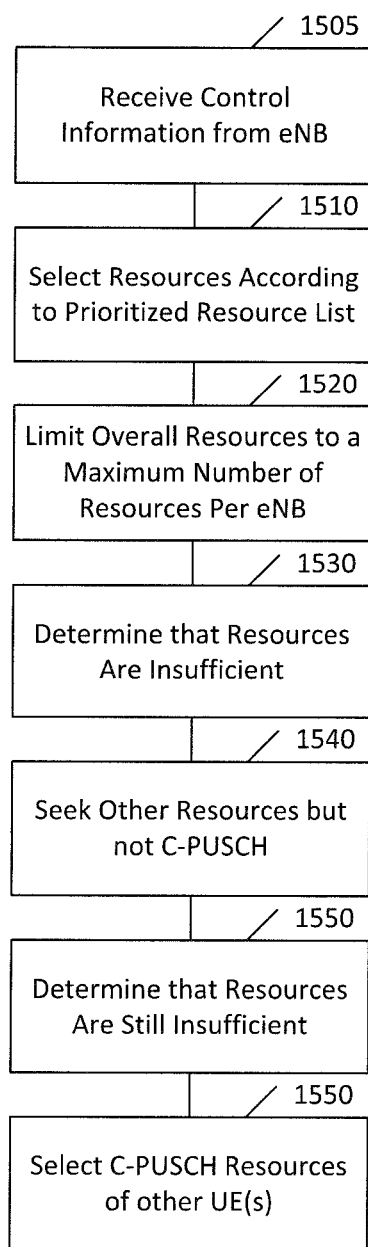 1505
Receive Control
Information from eNB
1510
Select Resources According
to Prioritized Resource List
1520
Limit Overall Resources to a
Maximum Number of
Resources Per eNB
1530
Determine that Resources
Are Insufficient
1540
Seek Other Resources but
not C-PUSCH
1550
Determine that Resources
Are Still Insufficient
1550
Select C-PUSCH Resources
of other UE(s)